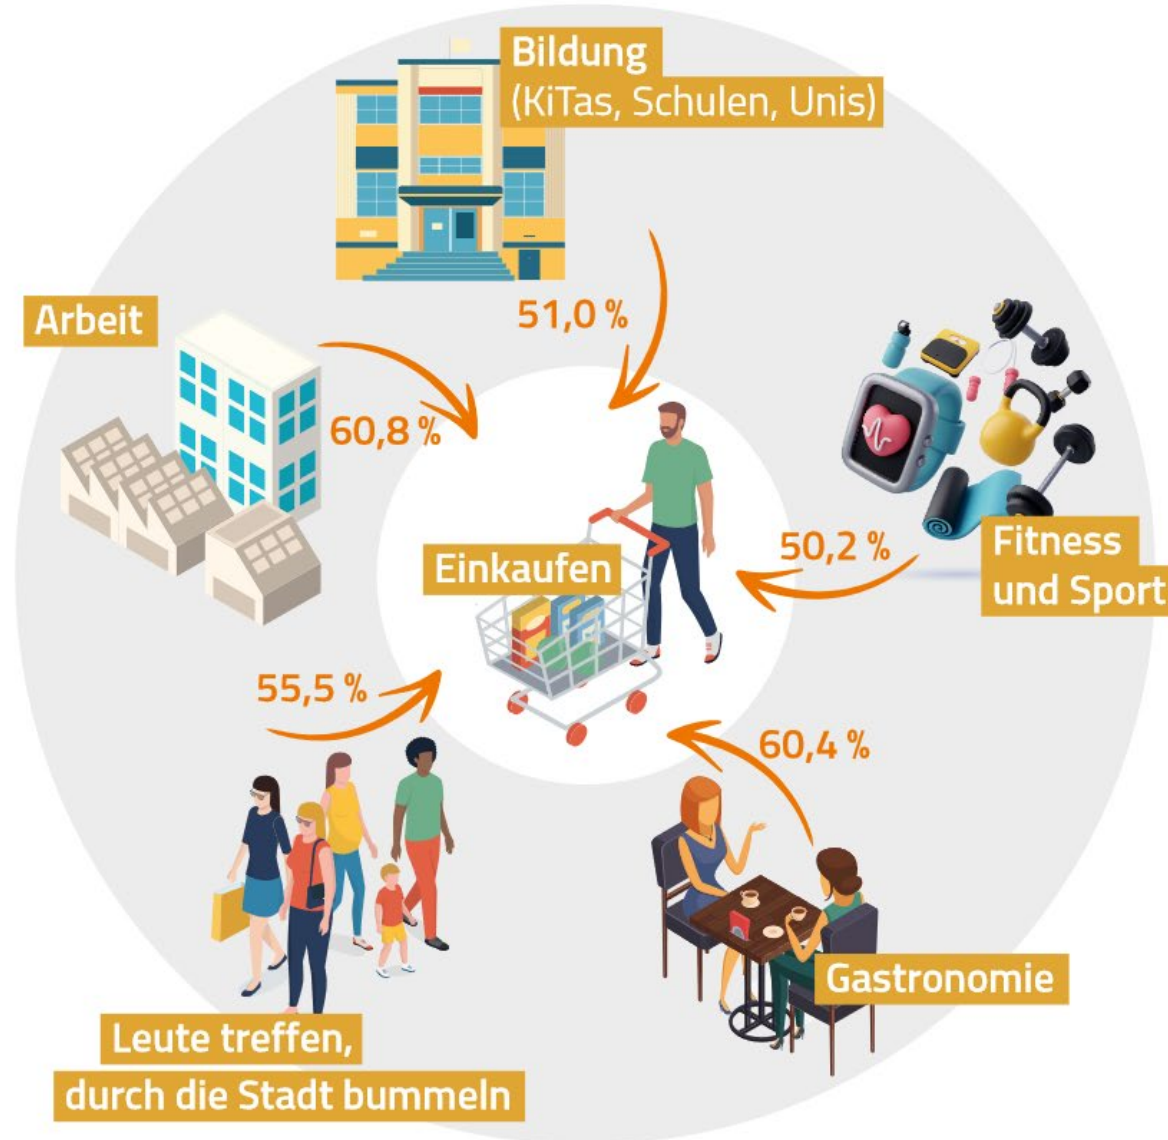 Bildung
(KiTas, Schulen, Unis)
51,0 %
Arbeit
60,8 %
Einkaufen
50,2 %
Fitness
und Sport
55,5 %
60,4 %
Gastronomie
Leute treffen,
durch die Stadt bummeln